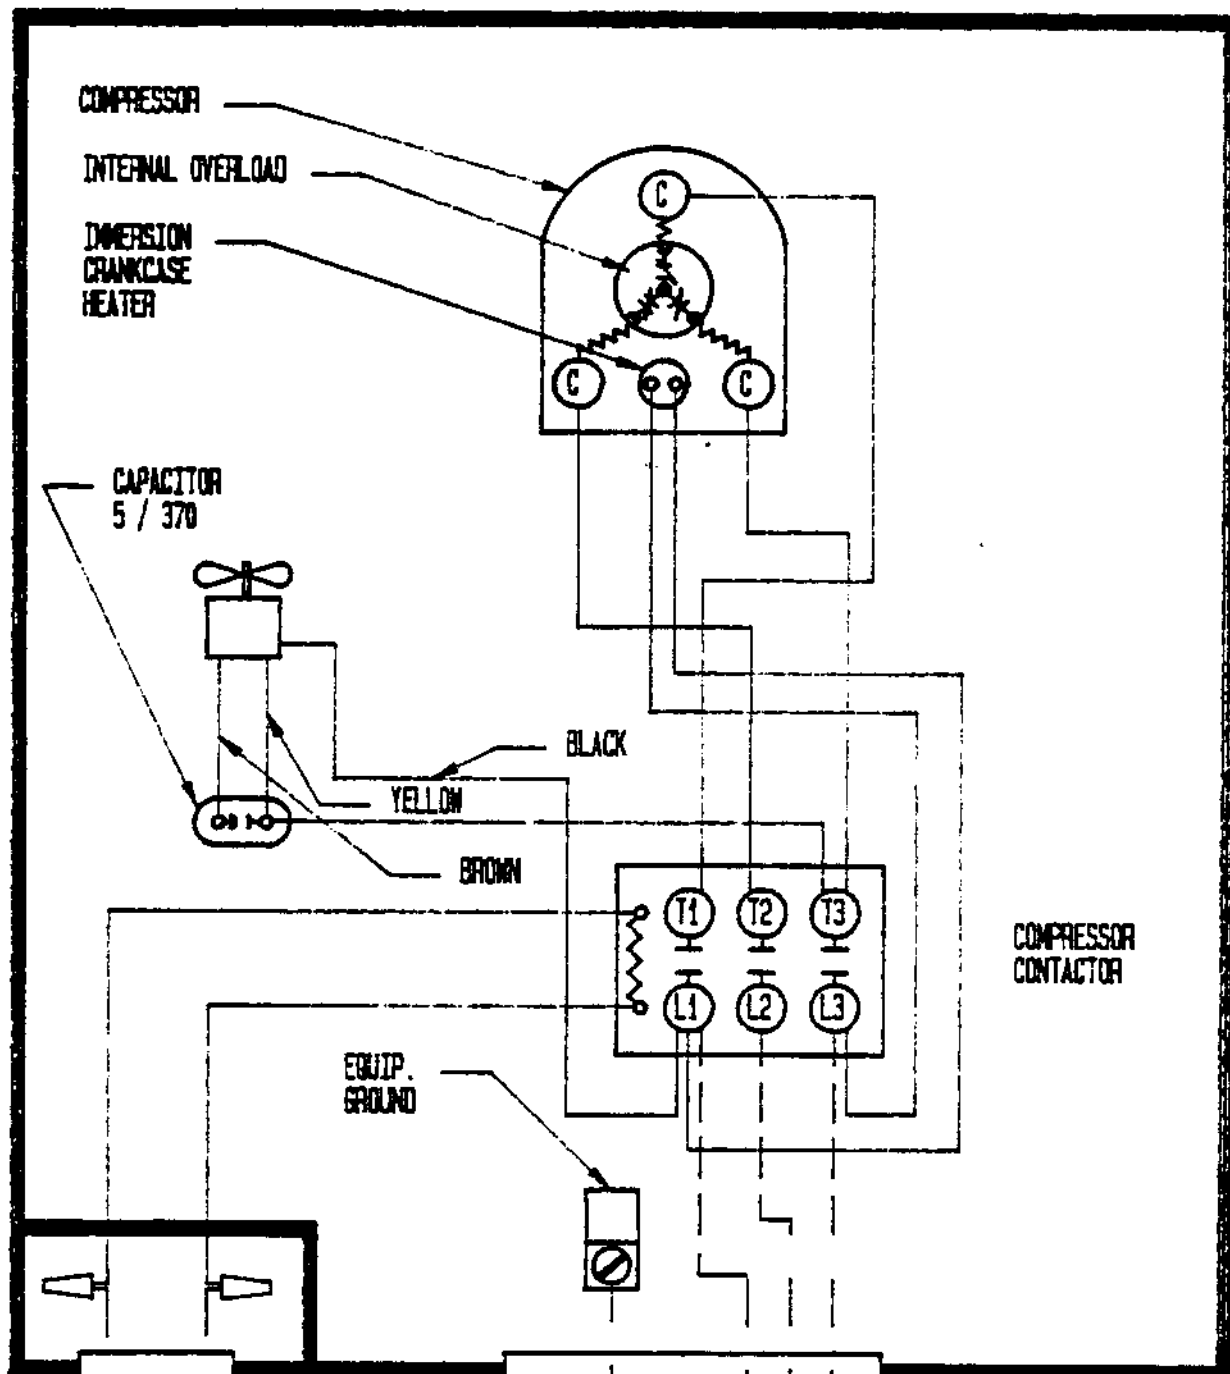 COMPRESSOR
INTERNAL OVERLOAD
IMMERSION
CRANKCASE
HEATER
C
C
C
CAPACITOR
5 / 370
BLACK
YELLOW
BROWN
T1 T2 T3
L1 L2 L3
COMPRESSOR
CONTACTOR
EQUIP.
GROUND